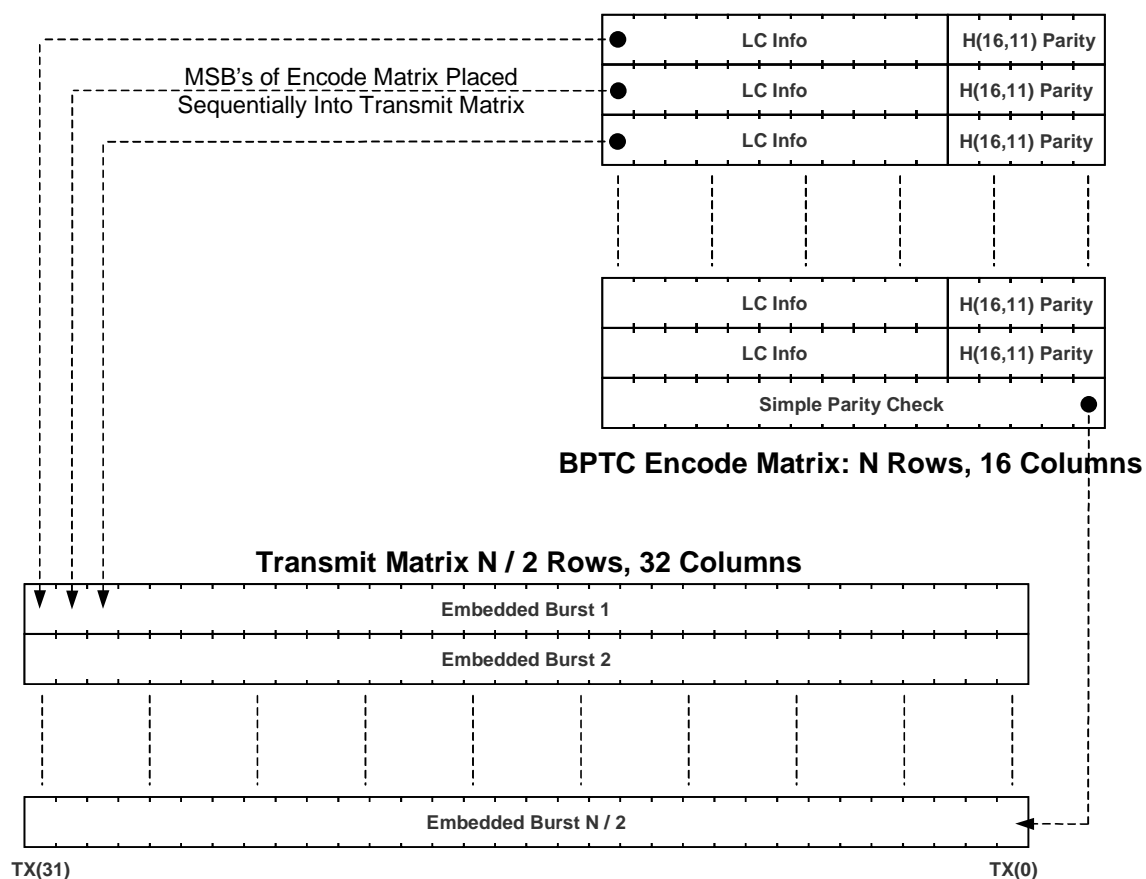 LC Info H(16,11) Parity
MSB's of Encode Matrix Placed
Sequentially Into Transmit Matrix
LC Info H(16,11) Parity
LC Info H(16,11) Parity
LC Info H(16,11) Parity
LC Info H(16,11) Parity
Simple Parity Check
BPTC Encode Matrix: N Rows, 16 Columns
Transmit Matrix N / 2 Rows, 32 Columns
Embedded Burst 1
Embedded Burst 2
Embedded Burst N / 2
TX(31) TX(0)